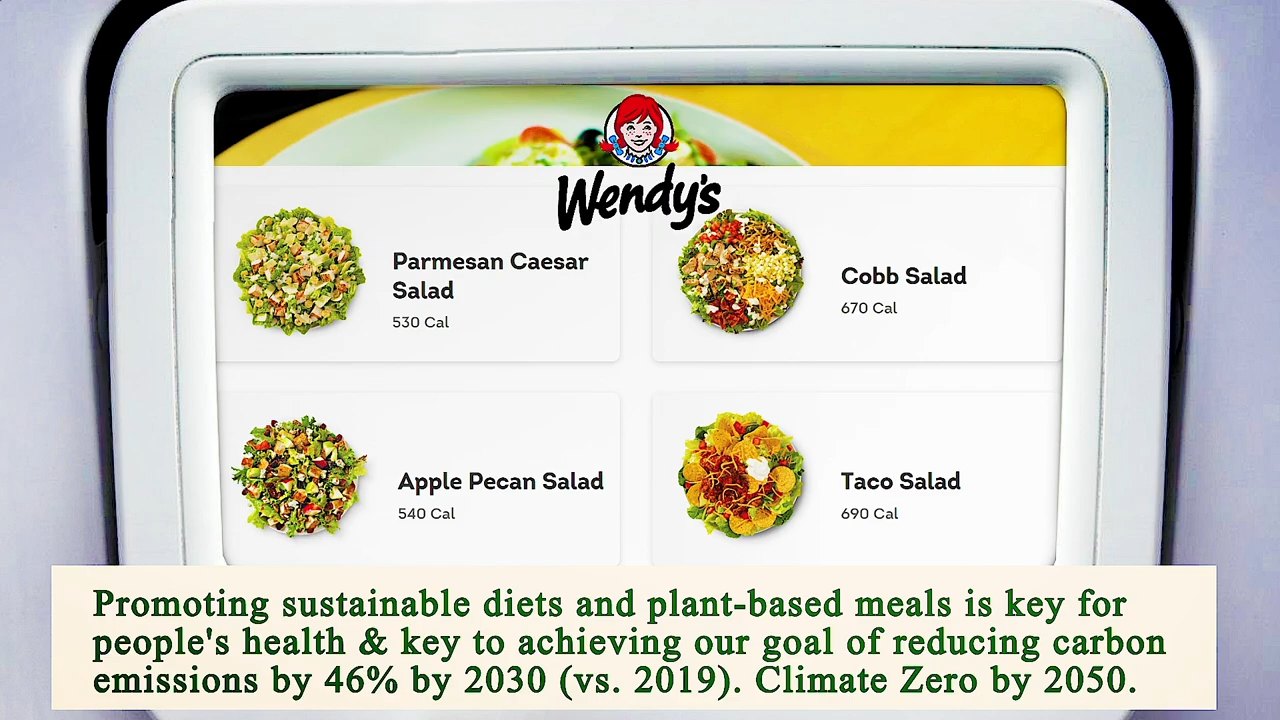 Wendy's
Parmesan Caesar
Salad
530 Cal
Cobb Salad
670 Cal
Apple Pecan Salad
540 Cal
Taco Salad
690 Cal
Promoting sustainable diets and plant-based meals is key for
people's health & key to achieving our goal of reducing carbon
emissions by 46% by 2030 (vs. 2019). Climate Zero by 2050.